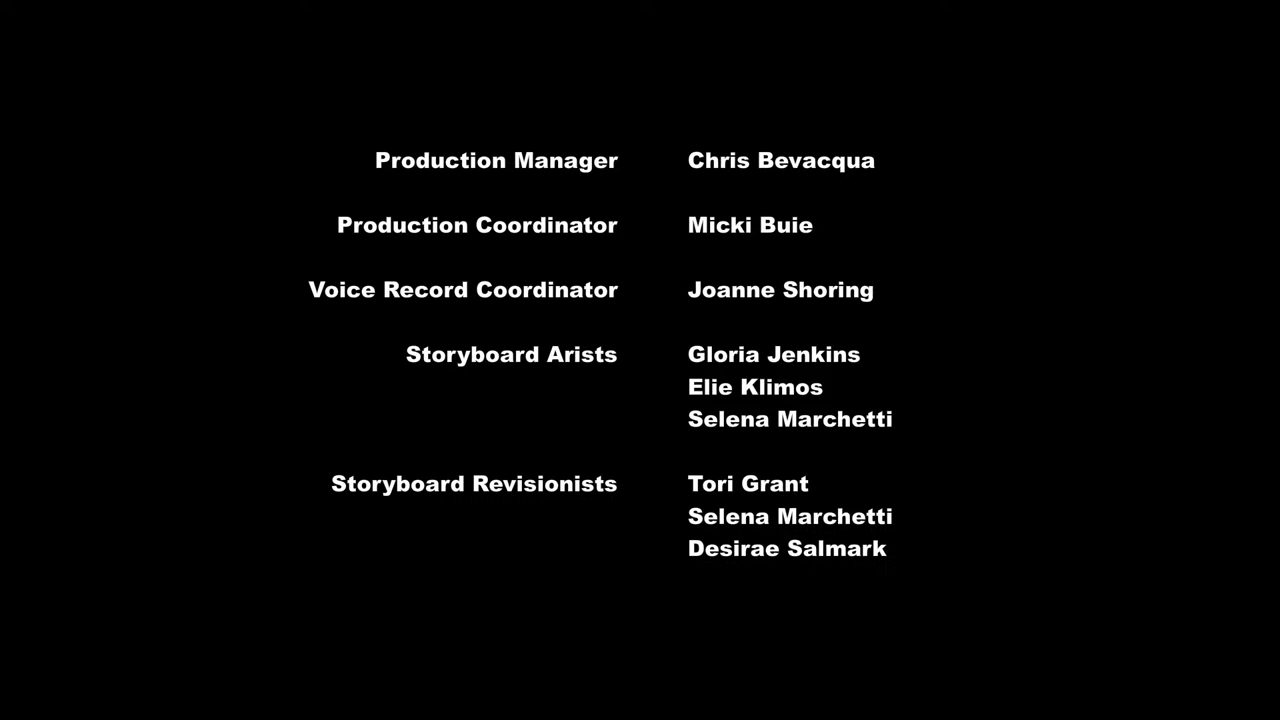 Production Manager Chris Bevacqua
Production Coordinator Micki Buie
Voice Record Coordinator Joanne Shoring
Storyboard Arists Gloria Jenkins
Elie Klimos
Selena Marchetti
Storyboard Revisionists Tori Grant
Selena Marchetti
Desirae Salmark